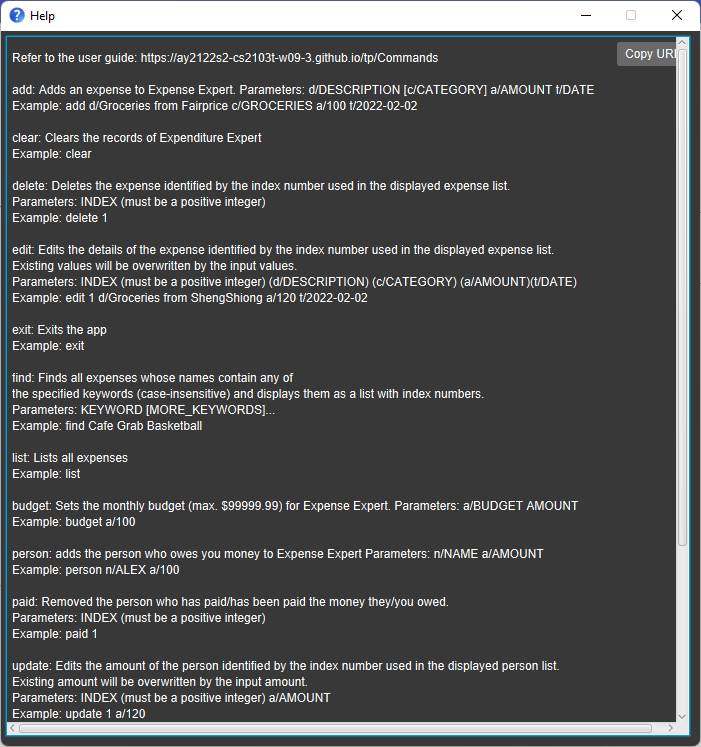 Help
Refer to the user guide: https://ay2122s2-cs2103t-w09-3.github.io/tp/Commands
Copy URL
add: Adds an expense to Expense Expert. Parameters: d/DESCRIPTION [c/CATEGORY] a/AMOUNT t/DATE
Example: add d/Groceries from Fairprice c/GROCERIES a/100 t/2022-02-02
clear: Clears the records of Expenditure Expert
Example: clear
delete: Deletes the expense identified by the index number used in the displayed expense list.
Parameters: INDEX (must be a positive integer)
Example: delete 1
edit: Edits the details of the expense identified by the index number used in the displayed expense list.
Existing values will be overwritten by the input values.
Parameters: INDEX (must be a positive integer) (d/DESCRIPTION) (c/CATEGORY) (a/AMOUNT)(t/DATE)
Example: edit 1 d/Groceries from ShengShiong a/120 t/2022-02-02
exit: Exits the app
Example: exit
find: Finds all expenses whose names contain any of
the specified keywords (case-insensitive) and displays them as a list with index numbers.
Parameters: KEYWORD [MORE_KEYWORDS]...
Example: find Cafe Grab Basketball
list: Lists all expenses
Example: list
budget: Sets the monthly budget (max. $99999.99) for Expense Expert. Parameters: a/BUDGET AMOUNT
Example: budget a/100
person: adds the person who owes you money to Expense Expert Parameters: n/NAME a/AMOUNT
Example: person n/ALEX a/100
paid: Removed the person who has paid/has been paid the money they/you owed.
Parameters: INDEX (must be a positive integer)
Example: paid 1
update: Edits the amount of the person identified by the index number used in the displayed person list.
Existing amount will be overwritten by the input amount.
Parameters: INDEX (must be a positive integer) a/AMOUNT
Example: update 1 a/120